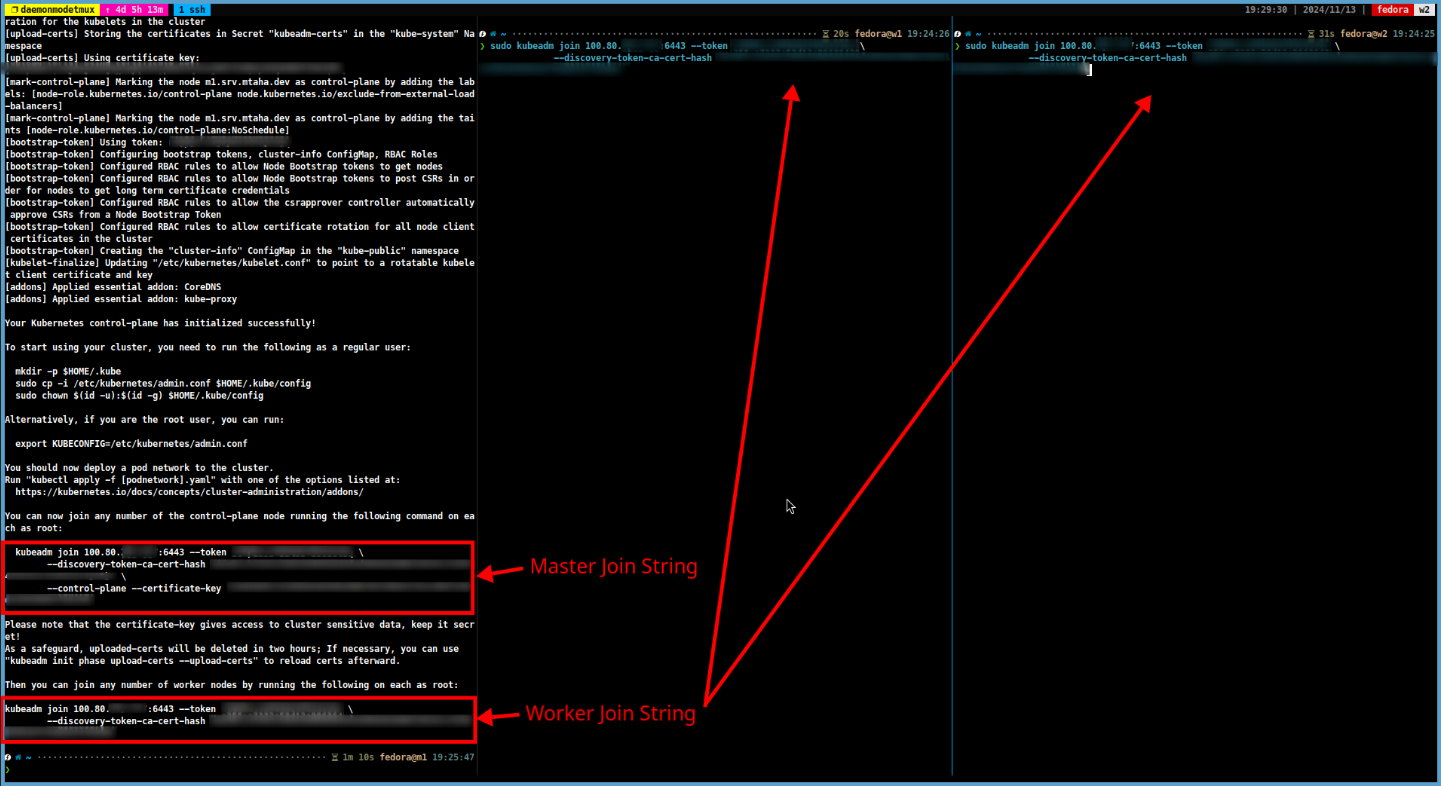 daemonmodetmux ↑ 4d 5h 13m 1 ssh
19:29:30 | 2024/11/13 | fedora w2
ration for the kubelets in the cluster
[upload-certs] Storing the certificates in Secret "kubeadm-certs" in the "kube-system" Na
mespace
[upload-certs] Using certificate key:
[mark-control-plane] Marking the node m1.srv.mtaha.dev as control-plane by adding the lab
els: [node-role.kubernetes.io/control-plane node.kubernetes.io/exclude-from-external-load
-balancers]
[mark-control-plane] Marking the node m1.srv.mtaha.dev as control-plane by adding the tai
nts [node-role.kubernetes.io/control-plane:NoSchedule]
[bootstrap-token] Using token:
[bootstrap-token] Configuring bootstrap tokens, cluster-info ConfigMap, RBAC Roles
[bootstrap-token] Configured RBAC rules to allow Node Bootstrap tokens to get nodes
[bootstrap-token] Configured RBAC rules to allow Node Bootstrap tokens to post CSRs in or
der for nodes to get long term certificate credentials
[bootstrap-token] Configured RBAC rules to allow the csrapprover controller automatically
approve CSRs from a Node Bootstrap Token
[bootstrap-token] Configured RBAC rules to allow certificate rotation for all node client
certificates in the cluster
[bootstrap-token] Creating the "cluster-info" ConfigMap in the "kube-public" namespace
[kubelet-finalize] Updating "/etc/kubernetes/kubelet.conf" to point to a rotatable kubele
t client certificate and key
[addons] Applied essential addon: CoreDNS
[addons] Applied essential addon: kube-proxy
Your Kubernetes control-plane has initialized successfully!
To start using your cluster, you need to run the following as a regular user:
mkdir -p $HOME/.kube
sudo cp -i /etc/kubernetes/admin.conf $HOME/.kube/config
sudo chown $(id -u):$(id -g) $HOME/.kube/config
Alternatively, if you are the root user, you can run:
export KUBECONFIG=/etc/kubernetes/admin.conf
You should now deploy a pod network to the cluster.
Run "kubectl apply -f [podnetwork].yaml" with one of the options listed at:
https://kubernetes.io/docs/concepts/cluster-administration/addons/
You can now join any number of the control-plane node running the following command on ea
ch as root:
kubeadm join 100.80. :6443 --token \
--discovery-token-ca-cert-hash
\
--control-plane --certificate-key
Please note that the certificate-key gives access to cluster sensitive data, keep it secr
et!
As a safeguard, uploaded-certs will be deleted in two hours; If necessary, you can use
"kubeadm init phase upload-certs --upload-certs" to reload certs afterward.
Then you can join any number of worker nodes by running the following on each as root:
kubeadm join 100.80. :6443 --token \
--discovery-token-ca-cert-hash
~ 1m 10s fedora@m1 19:25:47
❯
~ 20s fedora@w1 19:24:26
❯ sudo kubeadm join 100.80. :6443 --token \
--discovery-token-ca-cert-hash
~ 31s fedora@w2 19:24:25
❯ sudo kubeadm join 100.80. :6443 --token \
--discovery-token-ca-cert-hash
Master Join String
Worker Join String